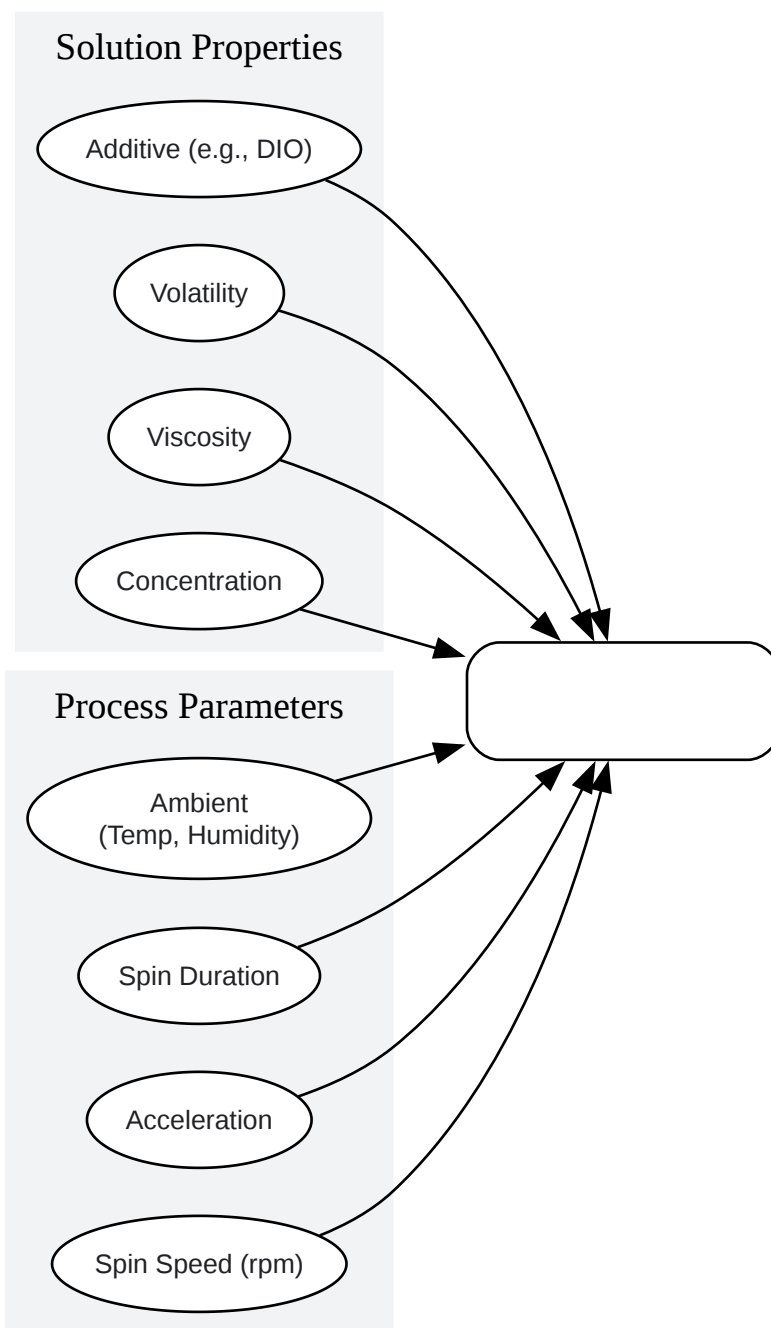 Solution Properties
Additive (e.g., DIO)
Volatility
Viscosity
Concentration
Process Parameters
Ambient
(Temp, Humidity)
Spin Duration
Acceleration
Spin Speed (rpm)